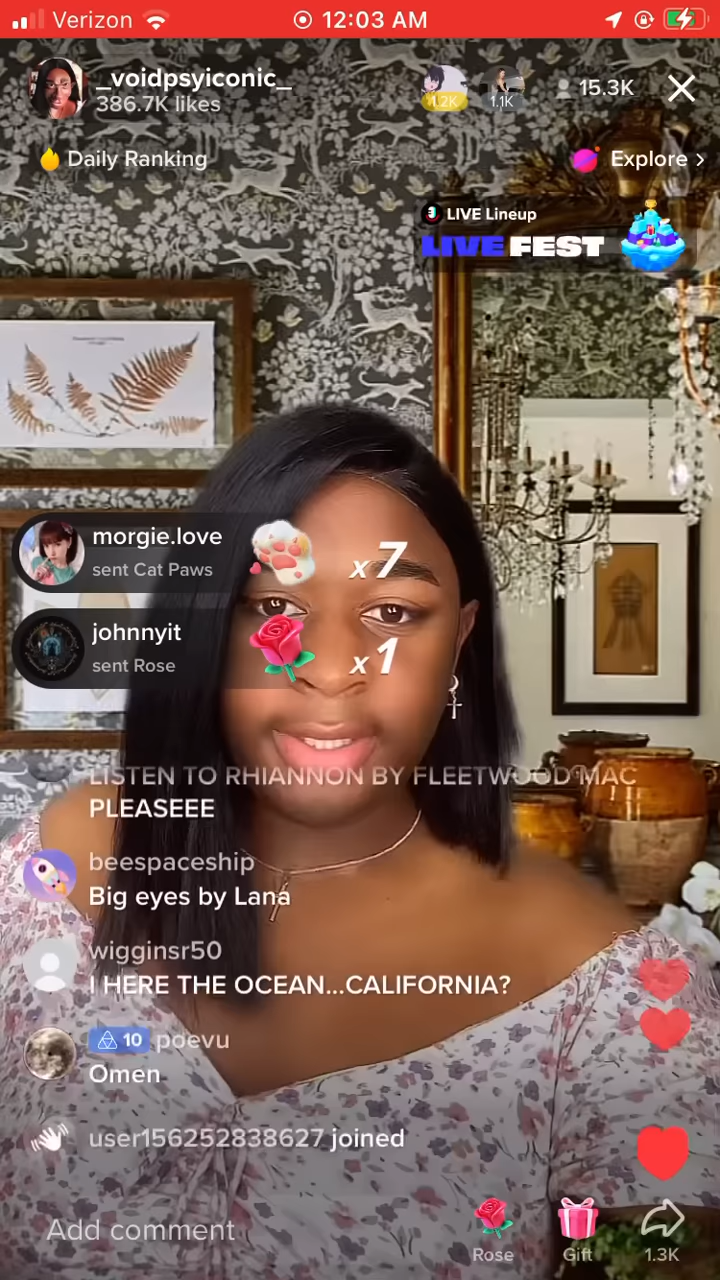 Verizon
12:03 AM
_voidpsyiconic_
386.7K likes
1.2K
1.1K
15.3K
Daily Ranking
Explore
LIVE Lineup
LIVE FEST
morgie.love
sent Cat Paws
x7
johnnyit
sent Rose
x1
LISTEN TO RHIANNON BY FLEETWOOD MAC
PLEASEEE
beespaceship
Big eyes by Lana
wigginsr50
I HERE THE OCEAN...CALIFORNIA?
10 poevu
Omen
user156252838627 joined
Add comment
Rose
Gift
1.3K